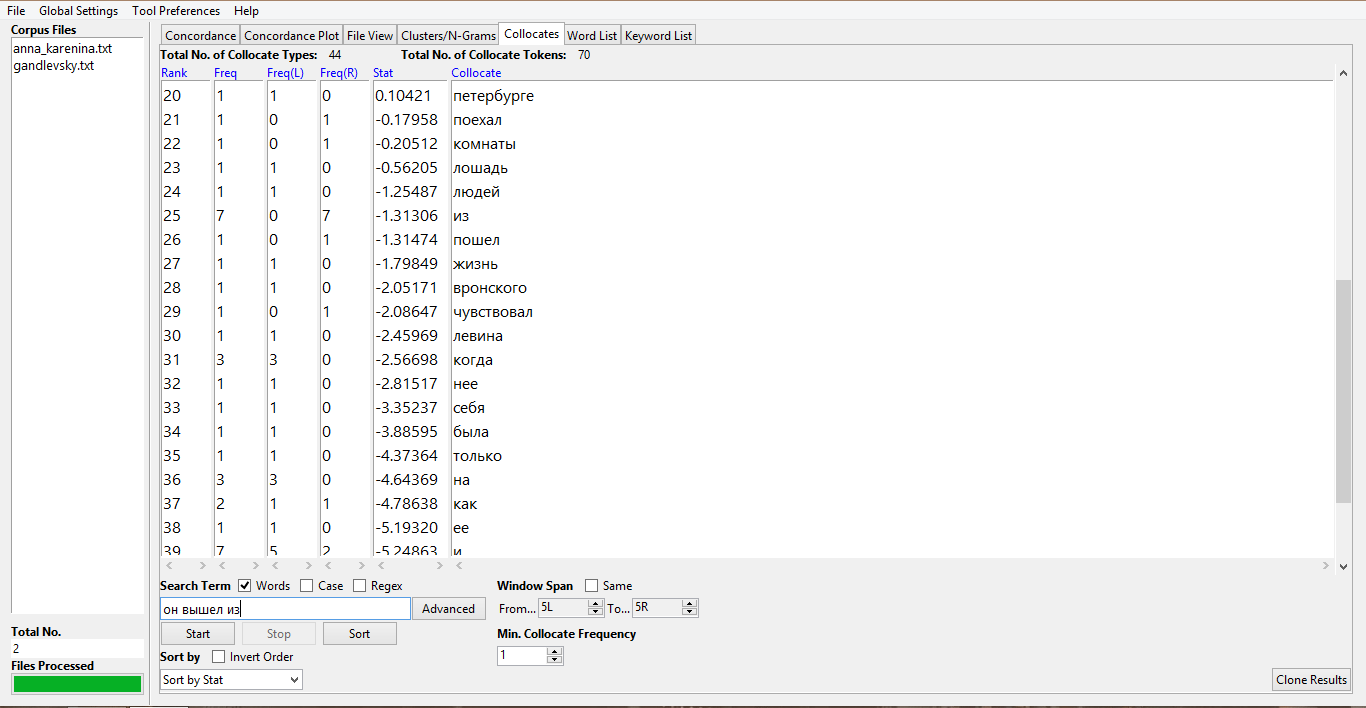 File Global Settings Tool Preferences Help
Corpus Files
anna_karenina.txt
gandlevsky.txt
Total No.
2
Files Processed
Concordance Concordance Plot File View Clusters/N-Grams Collocates Word List Keyword List
Total No. of Collocate Types: 44 Total No. of Collocate Tokens: 70
Rank Freq Freq(L) Freq(R) Stat Collocate
20 1 1 0 0.10421 петербурге
21 1 0 1 -0.17958 поехал
22 1 0 1 -0.20512 комнаты
23 1 1 0 -0.56205 лошадь
24 1 1 0 -1.25487 людей
25 7 0 7 -1.31306 из
26 1 0 1 -1.31474 пошел
27 1 1 0 -1.79849 жизнь
28 1 1 0 -2.05171 вронского
29 1 0 1 -2.08647 чувствовал
30 1 1 0 -2.45969 левина
31 3 3 0 -2.56698 когда
32 1 1 0 -2.81517 нее
33 1 1 0 -3.35237 себя
34 1 1 0 -3.88595 была
35 1 1 0 -4.37364 только
36 3 3 0 -4.64369 на
37 2 1 1 -4.78638 как
38 1 1 0 -5.19320 ее
39 7 5 2 -5.24863 и
Search Term Words Case Regex Window Span Same
он вышел из Advanced From... 5L To... 5R
Start Stop Sort Min. Collocate Frequency
Sort by Invert Order 1
Sort by Stat Clone Results